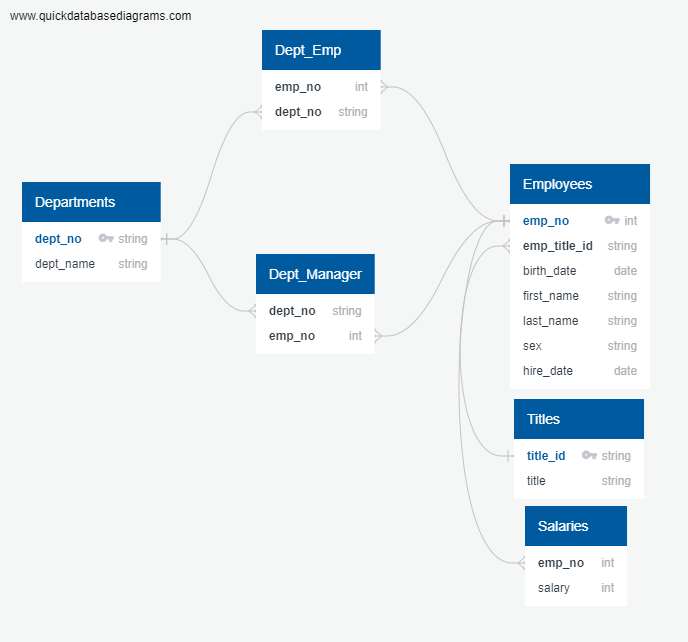 www.quickdatabasediagrams.com
Dept_Emp
emp_no int
dept_no string
Departments
dept_no string
dept_name string
Dept_Manager
dept_no string
emp_no int
Employees
emp_no int
emp_title_id string
birth_date date
first_name string
last_name string
sex string
hire_date date
Titles
title_id string
title string
Salaries
emp_no int
salary int